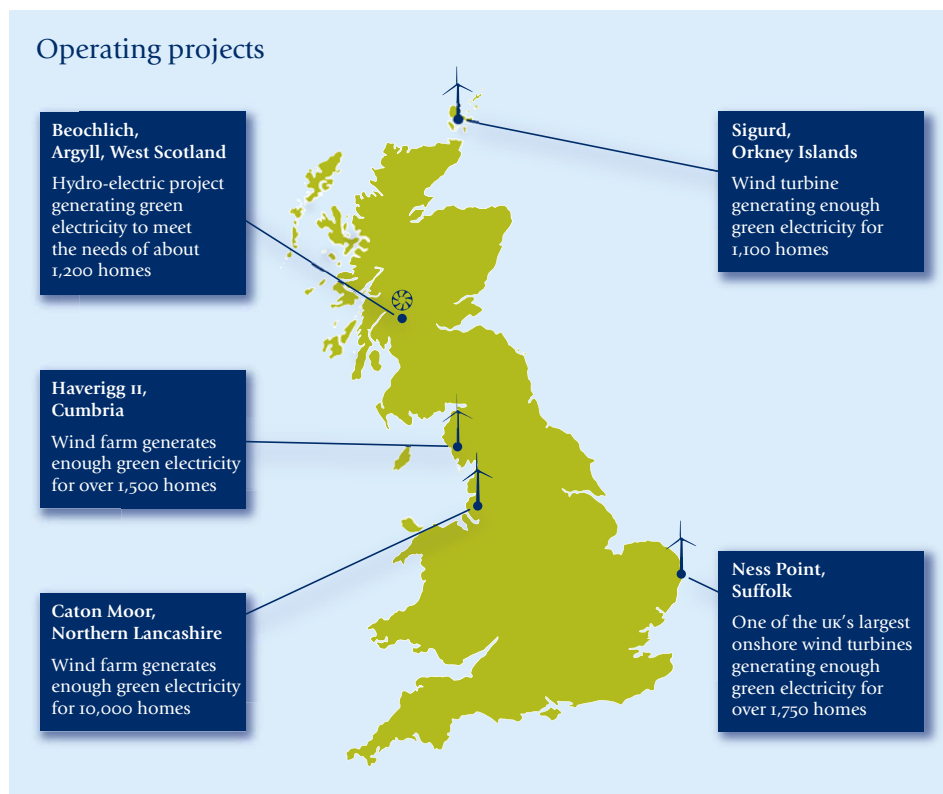 Operating projects
Beochlich,
Argyll, West Scotland
Hydro-electric project
generating green
electricity to meet
the needs of about
1,200 homes
Sigurd,
Orkney Islands
Wind turbine
generating enough
green electricity for
1,100 homes
Haverigg II,
Cumbria
Wind farm generates
enough green electricity
for over 1,500 homes
Caton Moor,
Northern Lancashire
Wind farm generates
enough green electricity
for 10,000 homes
Ness Point,
Suffolk
One of the UK’s largest
onshore wind turbines
generating enough
green electricity for
over 1,750 homes